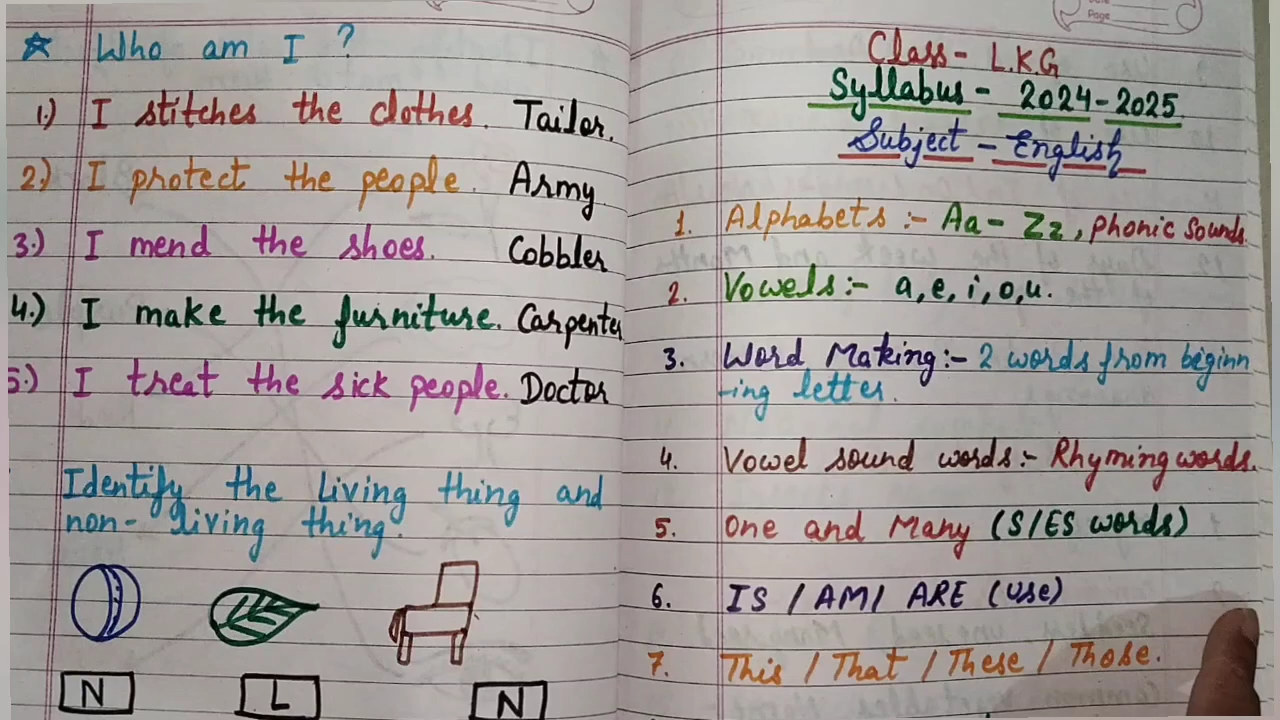 Who am I ?
1.) I stitches the clothes. Tailor.
2.) I protect the people. Army
3.) I mend the shoes. Cobbler
4.) I make the furniture. Carpenter
5.) I treat the sick people. Doctor
Identify the Living thing and
non-living thing.
N L N
Page
Class - L.K.G
Syllabus - 2024-2025
Subject - English
1. Alphabets :- Aa - Zz, Phonic Sounds
2. Vowels :- a, e, i, o, u.
3. Word Making :- 2 words from beginn
-ing letter.
4. Vowel sound words :- Rhyming words.
5. One and Many (S/ES words)
6. IS / AM / ARE (Use)
7. This / That / These / Those.